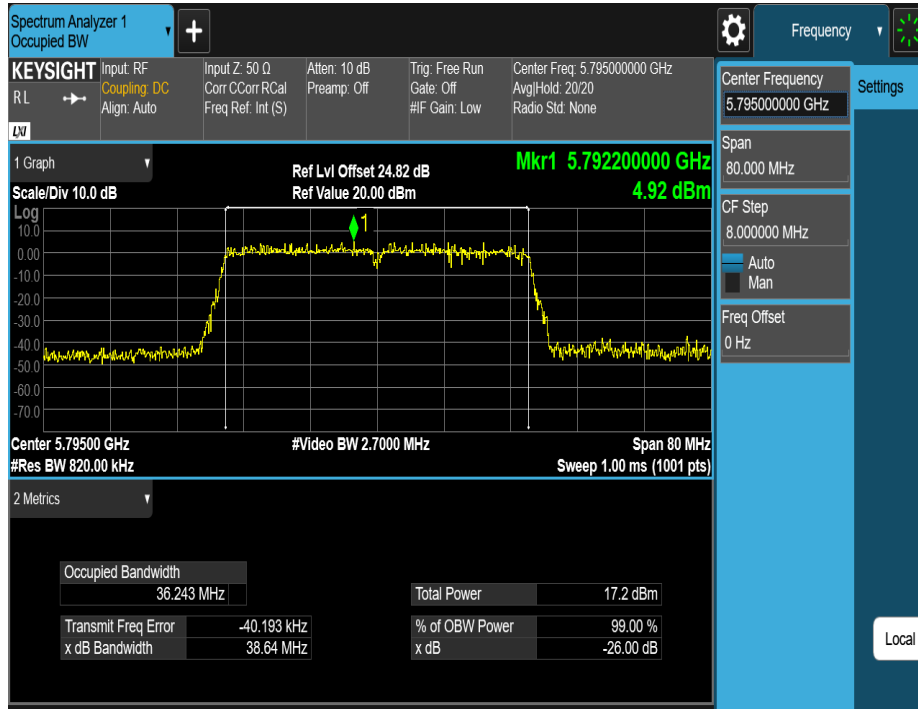 Spectrum Analyzer 1
Occupied BW
+
Frequency
KEYSIGHT
R L
LXI
Input: RF
Coupling: DC
Align: Auto
Input Z: 50 Ω
Corr CCorr RCal
Freq Ref: Int (S)
Atten: 10 dB
Preamp: Off
Trig: Free Run
Gate: Off
#IF Gain: Low
Center Freq: 5.795000000 GHz
Avg|Hold: 20/20
Radio Std: None
Center Frequency
5.795000000 GHz
Settings
Span
80.000 MHz
CF Step
8.000000 MHz
Auto
Man
Freq Offset
0 Hz
1 Graph
Scale/Div 10.0 dB
Ref Lvl Offset 24.82 dB
Ref Value 20.00 dBm
Mkr1 5.792200000 GHz
4.92 dBm
Log
10.0
0.00
-10.0
-20.0
-30.0
-40.0
-50.0
-60.0
-70.0
1
Center 5.79500 GHz
#Video BW 2.7000 MHz
Span 80 MHz
#Res BW 820.00 kHz
Sweep 1.00 ms (1001 pts)
2 Metrics
Occupied Bandwidth
36.243 MHz
Total Power 17.2 dBm
Transmit Freq Error -40.193 kHz
% of OBW Power 99.00 %
x dB Bandwidth 38.64 MHz
x dB -26.00 dB
Local